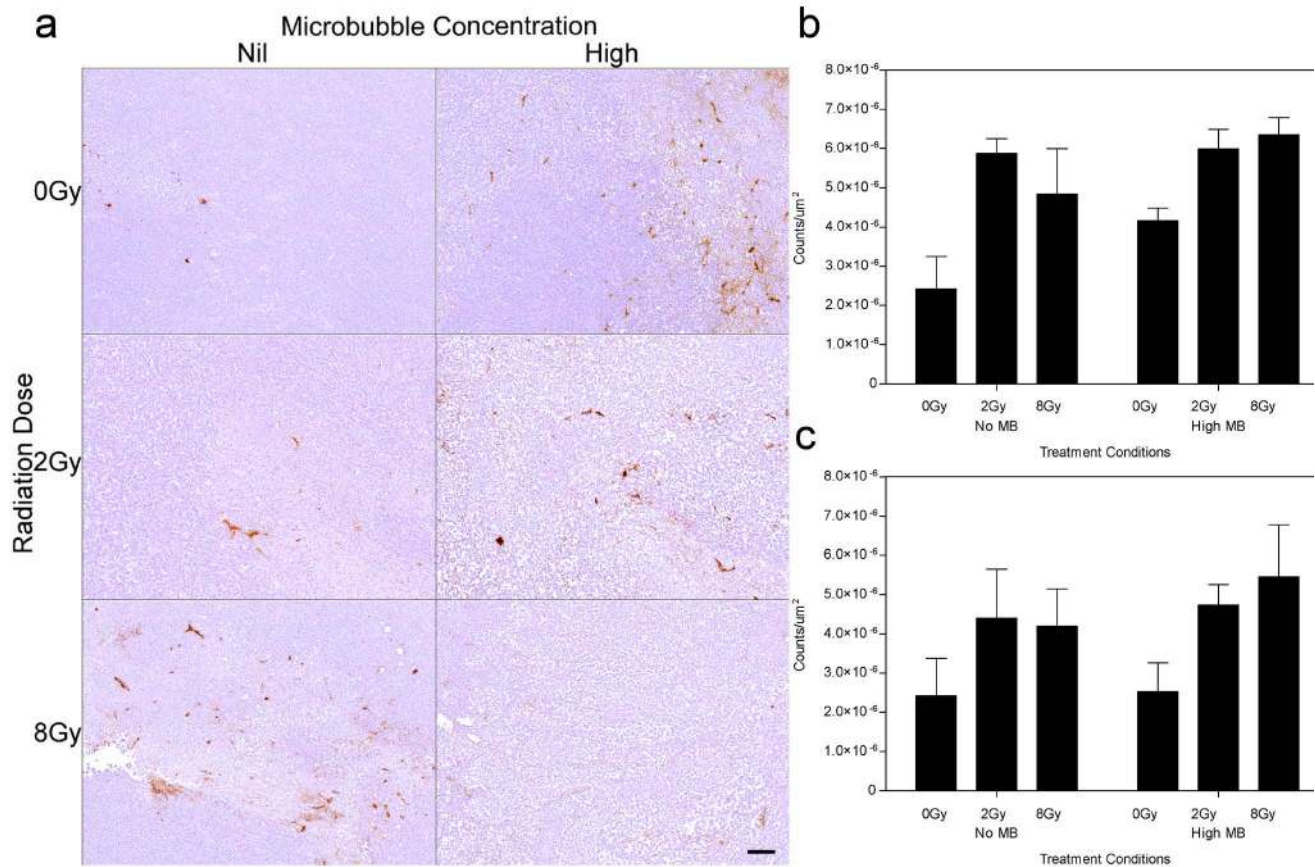 a
Microbubble Concentration
Nil High
Radiation Dose
0Gy
2Gy
8Gy
b
8.0×10⁻⁶
7.0×10⁻⁶
6.0×10⁻⁶
5.0×10⁻⁶
4.0×10⁻⁶
3.0×10⁻⁶
2.0×10⁻⁶
1.0×10⁻⁶
0
Counts/um²
0Gy 2Gy 8Gy 0Gy 2Gy 8Gy
No MB High MB
Treatment Conditions
c
8.0×10⁻⁶
7.0×10⁻⁶
6.0×10⁻⁶
5.0×10⁻⁶
4.0×10⁻⁶
3.0×10⁻⁶
2.0×10⁻⁶
1.0×10⁻⁶
0
Counts/um²
0Gy 2Gy 8Gy 0Gy 2Gy 8Gy
No MB High MB
Treatment Conditions